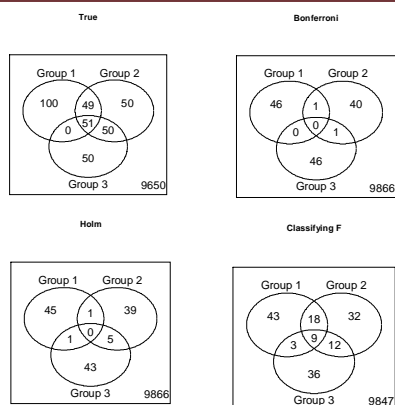 True
Group 1 Group 2
100 49 50
51
0 50
50
Group 3 9650
Bonferroni
Group 1 Group 2
46 1 40
0
0 1
46
Group 3 9866
Holm
Group 1 Group 2
45 1 39
0
1 5
43
Group 3 9866
Classifying F
Group 1 Group 2
43 18 32
9
3 12
36
Group 3 9847